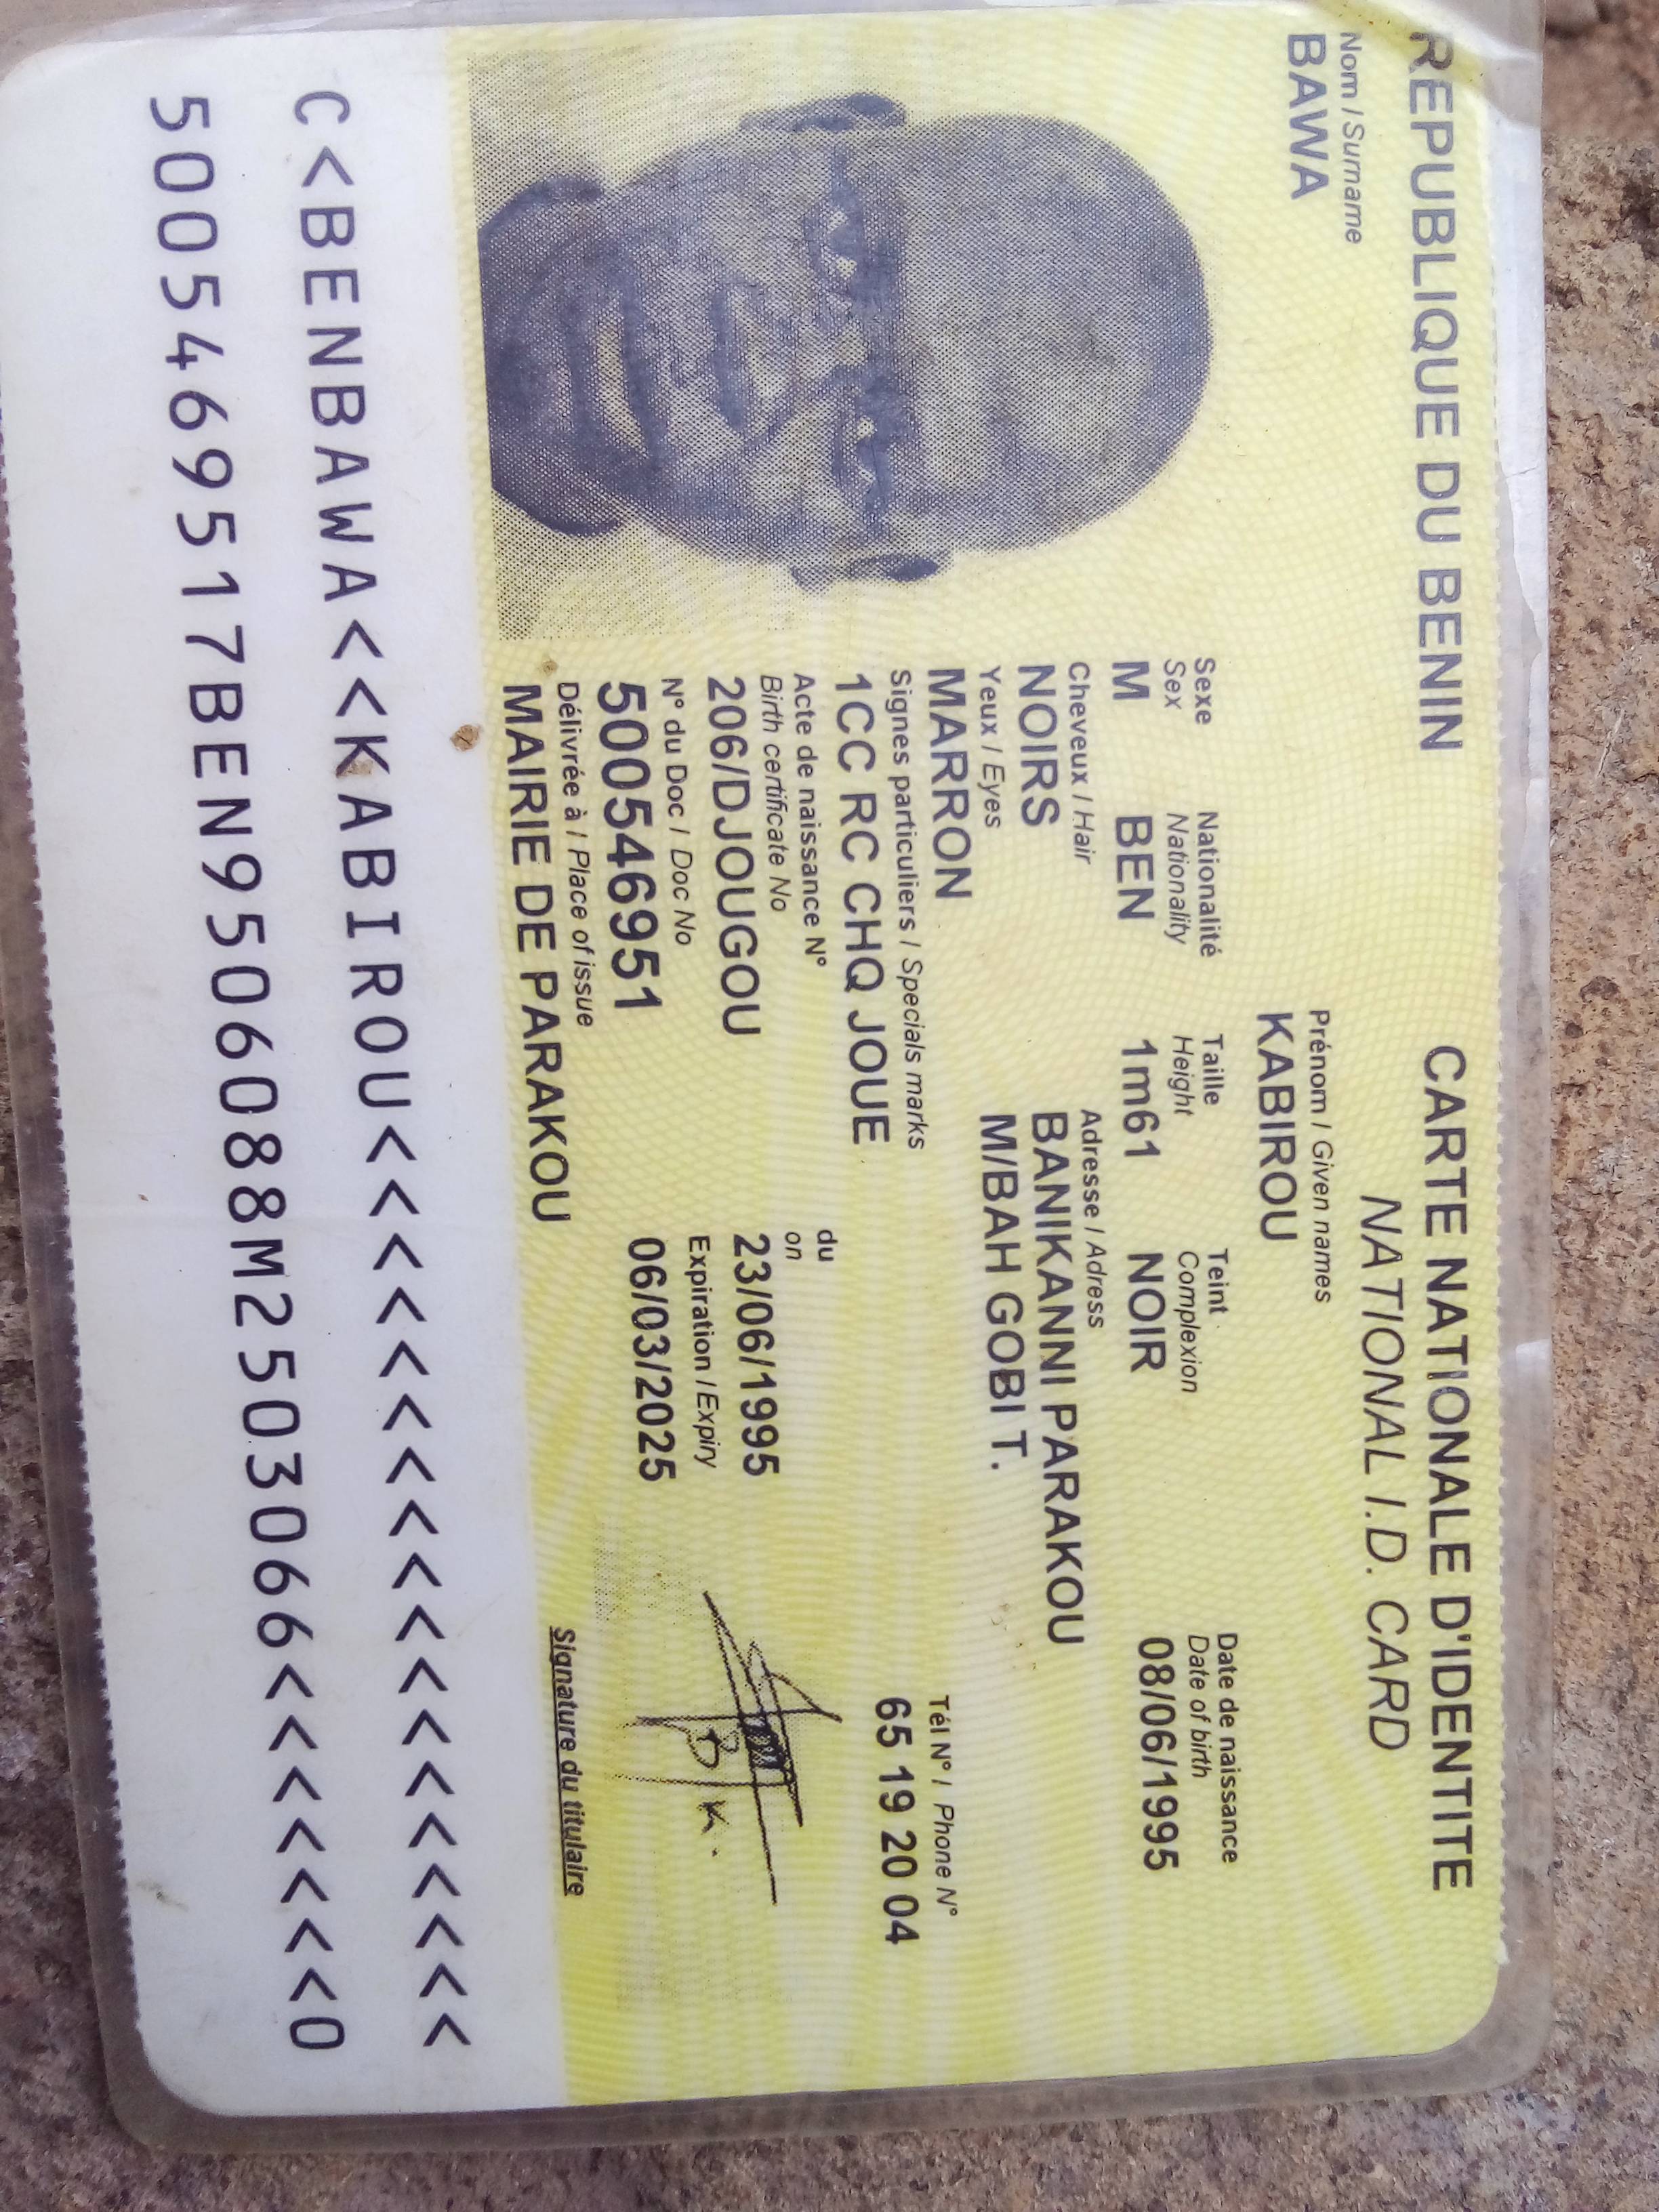 REPUBLIQUE DU BENIN
CARTE NATIONALE D'IDENTITE
NATIONAL I.D. CARD
Nom / Surname
BAWA
Prénom / Given names
KABIROU
Sexe
Sex
M
Nationalité
Nationality
BEN
Taille
Height
1m61
Teint
Complexion
NOIR
Date de naissance
Date of birth
08/06/1995
Cheveux / Hair
NOIRS
Adresse / Adress
BANIKANNI PARAKOU
M/BAH GOBI T.
Yeux / Eyes
MARRON
Signes particuliers / Specials marks
1CC RC CHQ JOUE
Tél N° / Phone N°
65 19 20 04
Acte de naissance N°
Birth certificate No
206/DJOUGOU
du
on
23/06/1995
N° du Doc / Doc No
5005469951
Expiration / Expiry
06/03/2025
Délivrée à / Place of issue
MAIRIE DE PARAKOU
B K.
Signature du titulaire
C<BENBAWA<<KABIROU<<<<<<<<<<<<
5005469517BEN9506088M2503066<<<<<<0